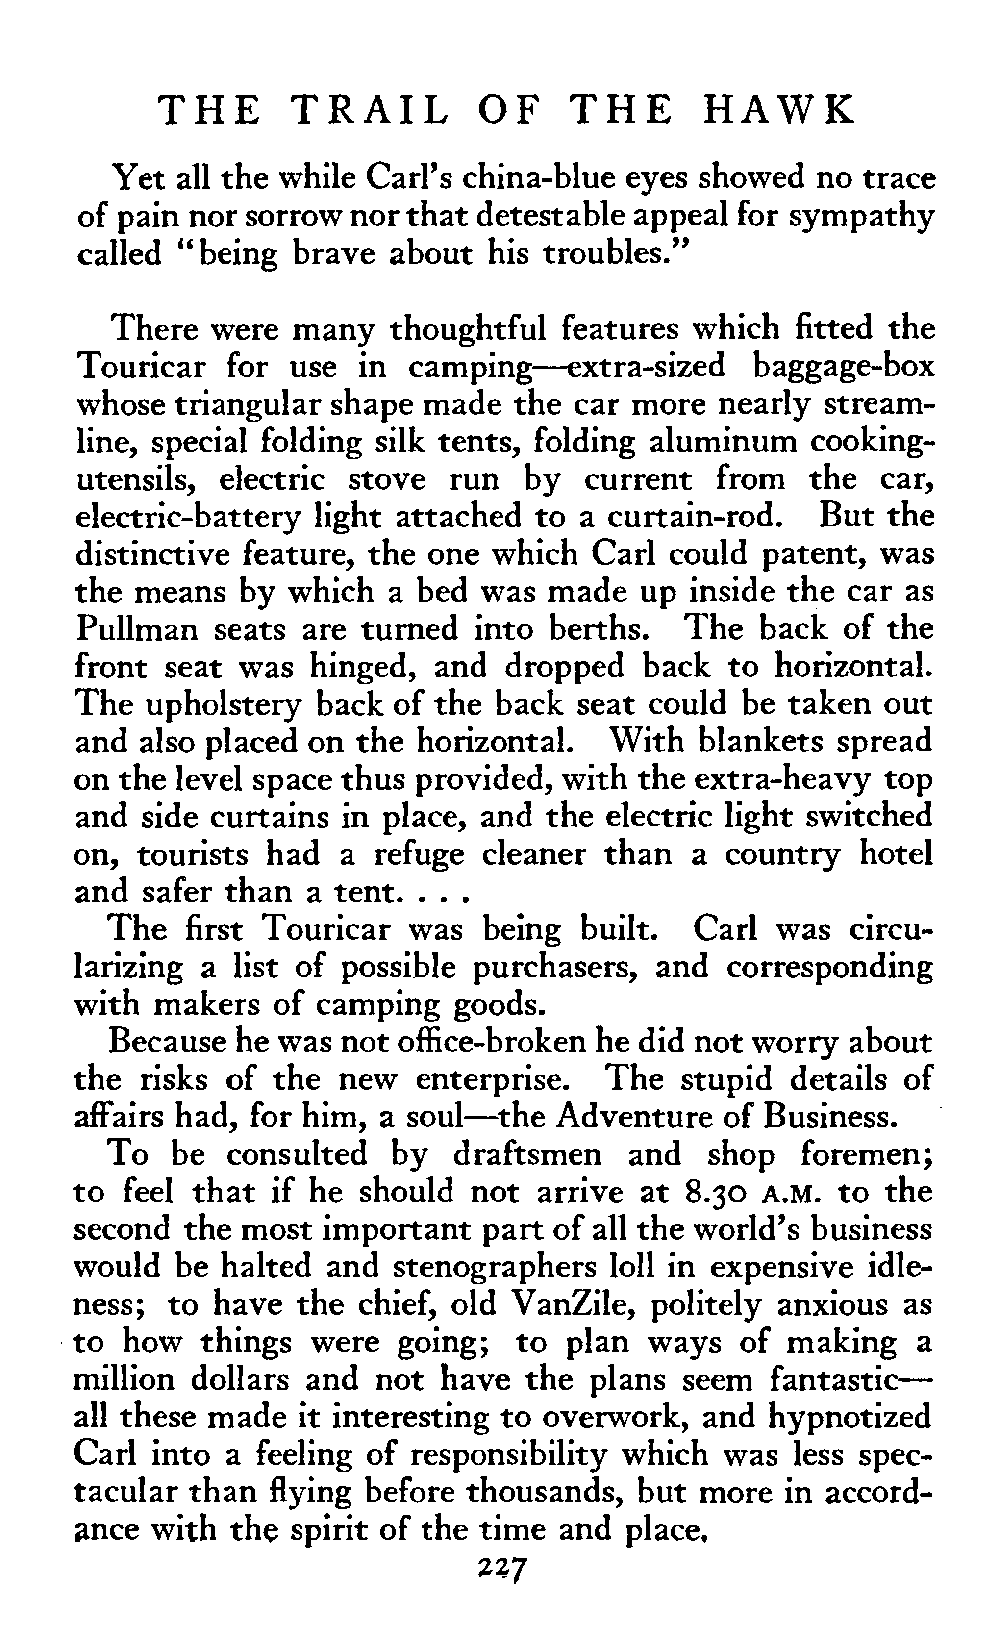 THE TRAIL OF THE HAWK
Yet all the while Carl's china-blue eyes showed no trace
of pain nor sorrow nor that detestable appeal for sympathy
called "being brave about his troubles."
There were many thoughtful features which fitted the
Touricar for use in camping—extra-sized baggage-box
whose triangular shape made the car more nearly stream-
line, special folding silk tents, folding aluminum cooking-
utensils, electric stove run by current from the car,
electric-battery light attached to a curtain-rod. But the
distinctive feature, the one which Carl could patent, was
the means by which a bed was made up inside the car as
Pullman seats are turned into berths. The back of the
front seat was hinged, and dropped back to horizontal.
The upholstery back of the back seat could be taken out
and also placed on the horizontal. With blankets spread
on the level space thus provided, with the extra-heavy top
and side curtains in place, and the electric light switched
on, tourists had a refuge cleaner than a country hotel
and safer than a tent. . . .
The first Touricar was being built. Carl was circu-
larizing a list of possible purchasers, and corresponding
with makers of camping goods.
Because he was not office-broken he did not worry about
the risks of the new enterprise. The stupid details of
affairs had, for him, a soul—the Adventure of Business.
To be consulted by draftsmen and shop foremen;
to feel that if he should not arrive at 8.30 A.M. to the
second the most important part of all the world's business
would be halted and stenographers loll in expensive idle-
ness; to have the chief, old VanZile, politely anxious as
to how things were going; to plan ways of making a
million dollars and not have the plans seem fantastic—
all these made it interesting to overwork, and hypnotized
Carl into a feeling of responsibility which was less spec-
tacular than flying before thousands, but more in accord-
ance with the spirit of the time and place.
227